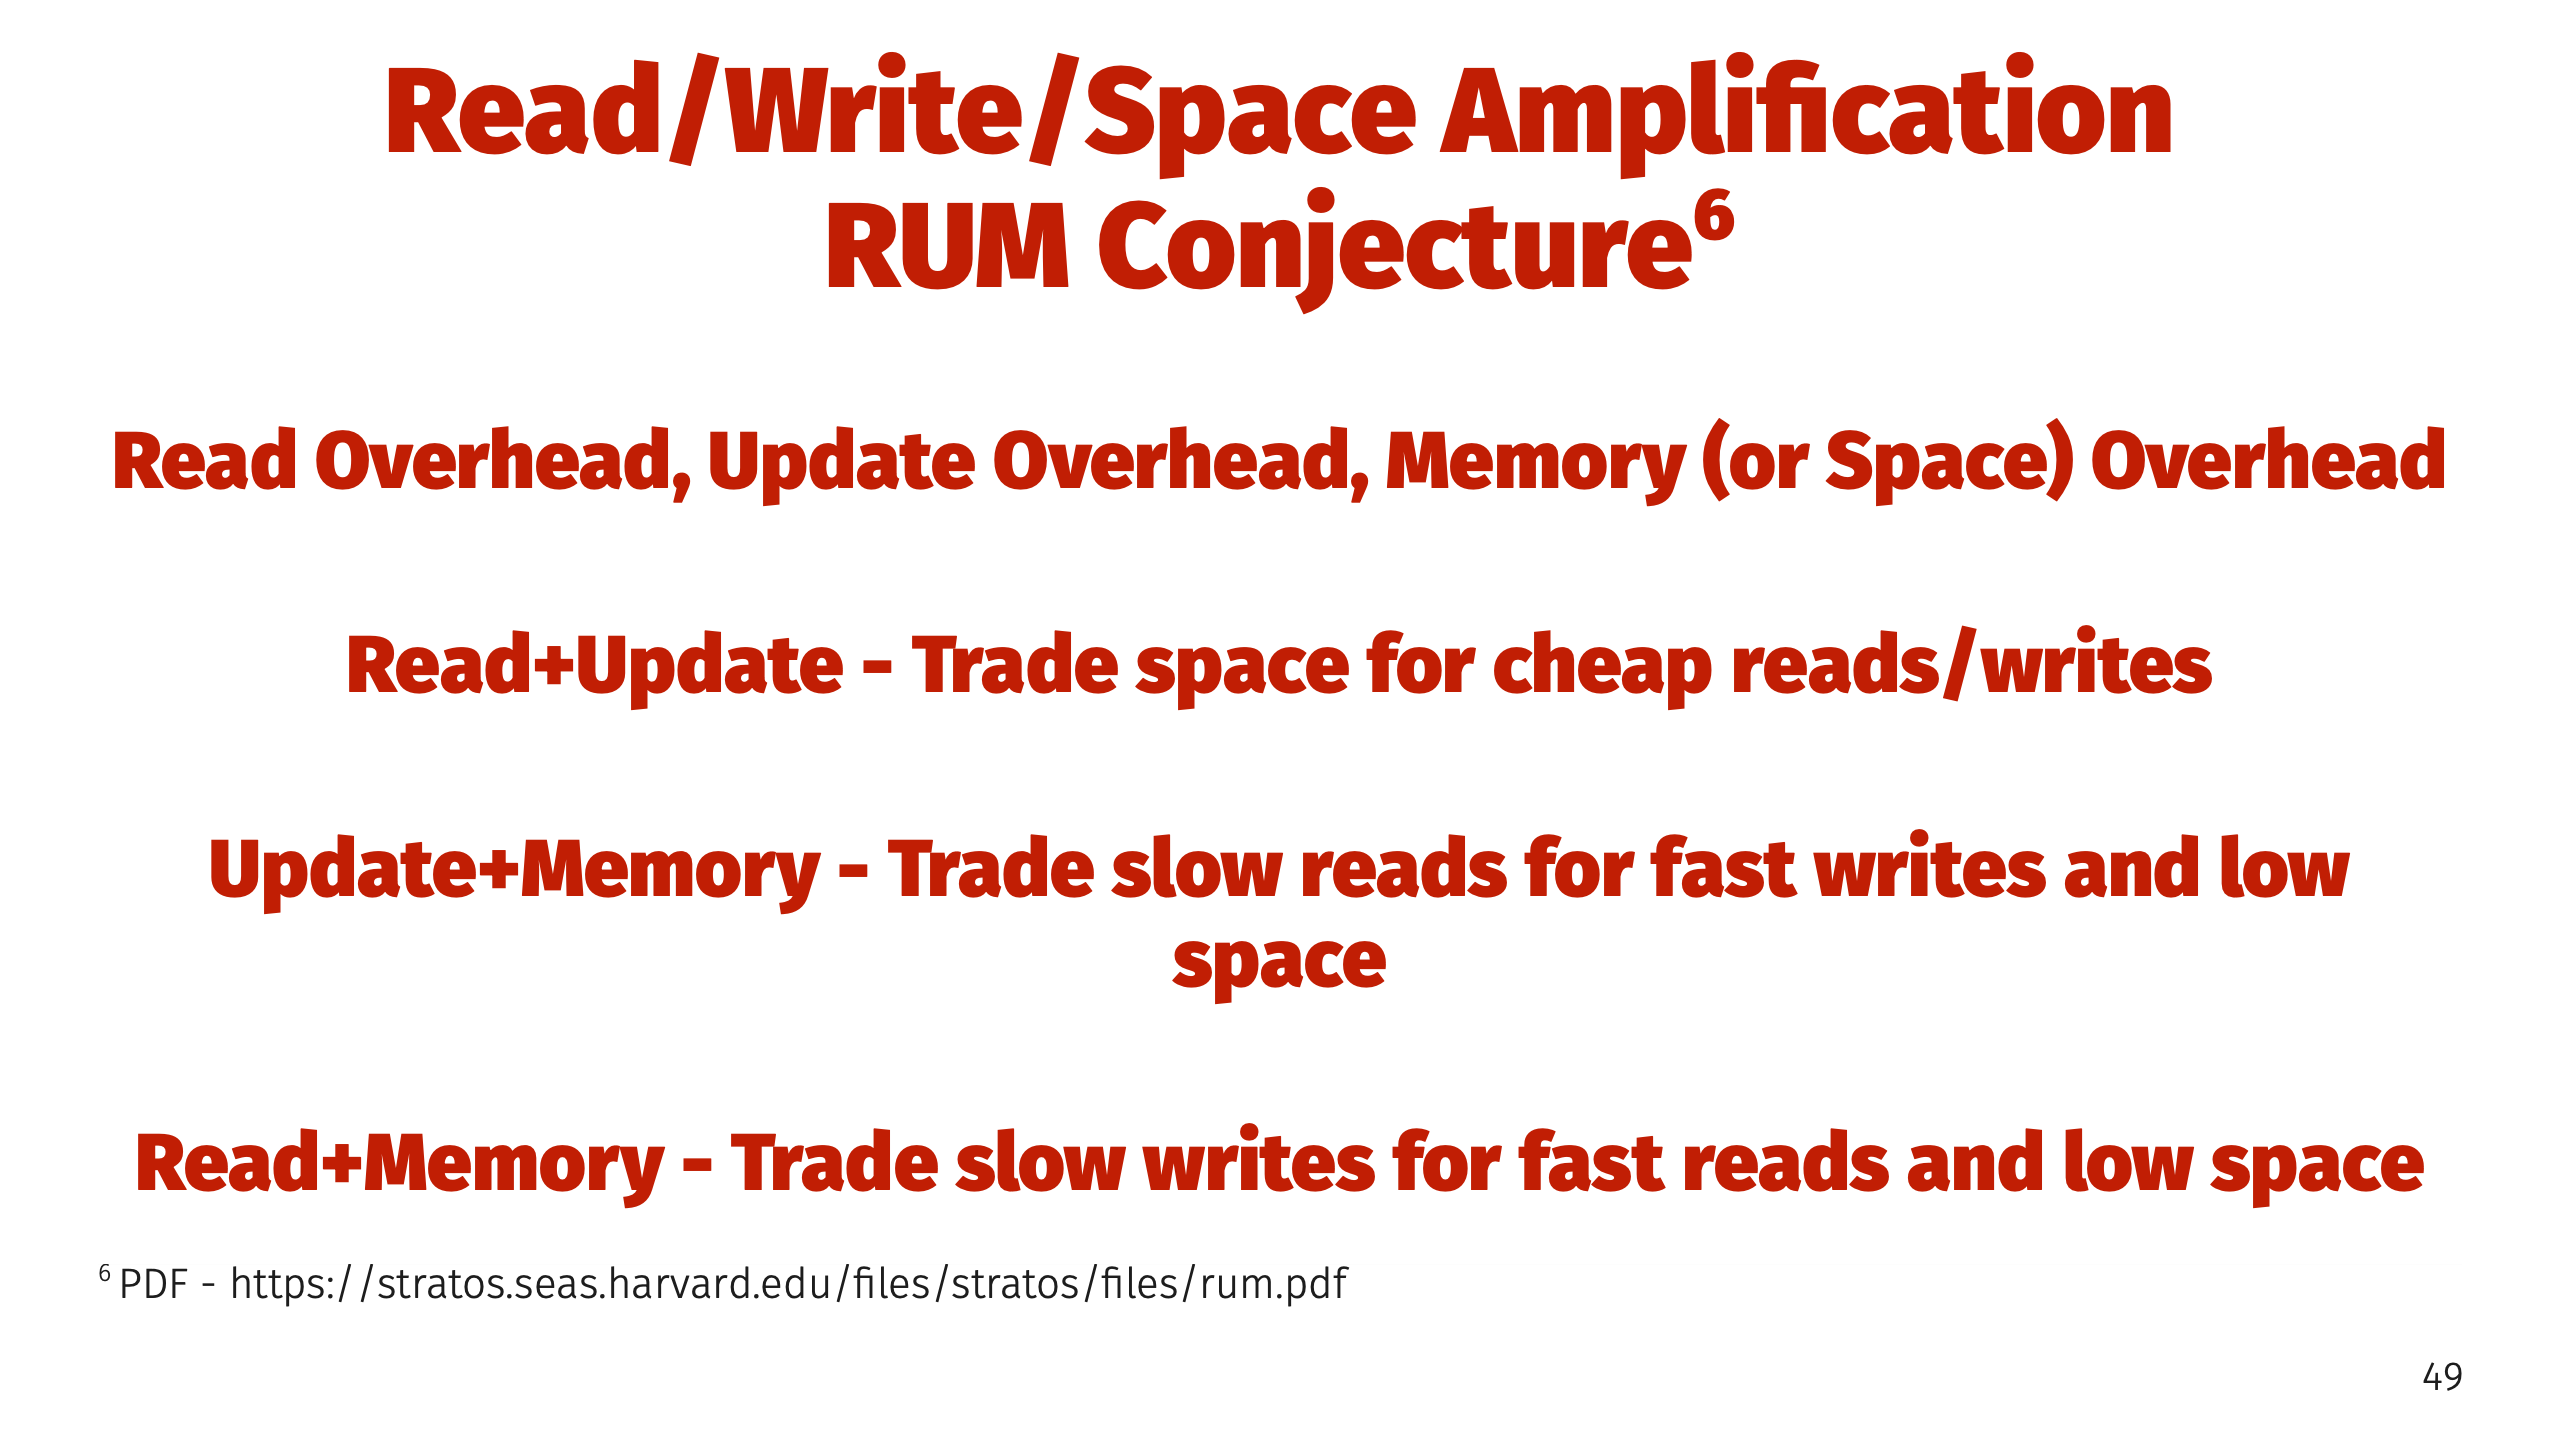 Read/Write/Space Amplification
RUM Conjecture⁶
Read Overhead, Update Overhead, Memory (or Space) Overhead
Read+Update - Trade space for cheap reads/writes
Update+Memory - Trade slow reads for fast writes and low
space
Read+Memory - Trade slow writes for fast reads and low space
⁶ PDF - https://stratos.seas.harvard.edu/files/stratos/files/rum.pdf
49